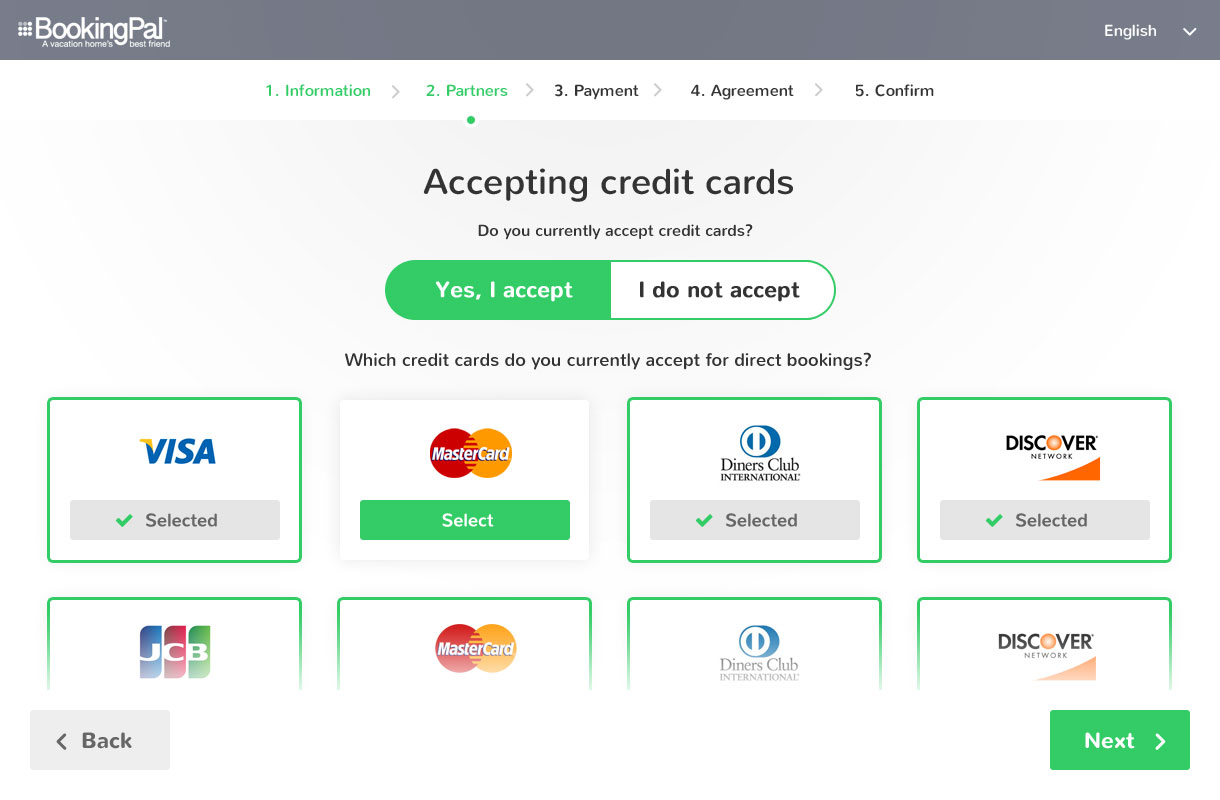 BookingPal
A vacation home's best friend
English
1. Information
2. Partners
3. Payment
4. Agreement
5. Confirm
Accepting credit cards
Do you currently accept credit cards?
Yes, I accept
I do not accept
Which credit cards do you currently accept for direct bookings?
VISA
MasterCard
Diners Club
INTERNATIONAL
DISCOVER
NETWORK
Selected
Select
Selected
Selected
JCB
MasterCard
Diners Club
INTERNATIONAL
DISCOVER
NETWORK
Back
Next